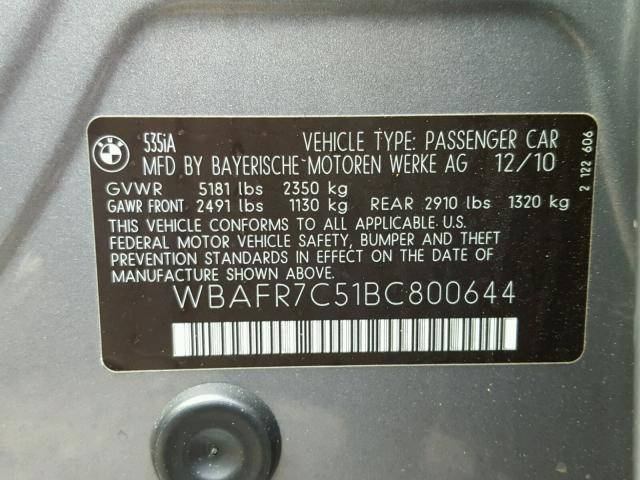 BMW
535iA
VEHICLE TYPE: PASSENGER CAR
MFD BY BAYERISCHE MOTOREN WERKE AG 12/10
GVWR 5181 lbs 2350 kg
GAWR FRONT 2491 lbs 1130 kg REAR 2910 lbs 1320 kg
THIS VEHICLE CONFORMS TO ALL APPLICABLE U.S.
FEDERAL MOTOR VEHICLE SAFETY, BUMPER AND THEFT
PREVENTION STANDARDS IN EFFECT ON THE DATE OF
MANUFACTURE SHOWN ABOVE.
WBAFR7C51BC800644
2 122 606